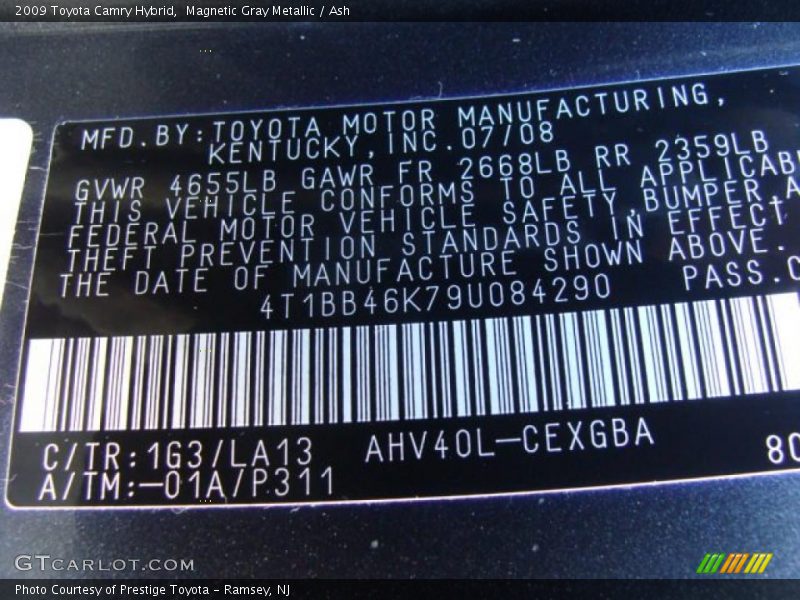 2009 Toyota Camry Hybrid,  Magnetic Gray Metallic / Ash
MFD.BY:TOYOTA MOTOR MANUFACTURING,
KENTUCKY,INC.07/08
GVWR 4655LB GAWR FR 2668LB RR 2359LB
THIS VEHICLE CONFORMS TO ALL APPLICABL
FEDERAL MOTOR VEHICLE SAFETY,BUMPER,A
THEFT PREVENTION STANDARDS IN EFFECT
THE DATE OF MANUFACTURE SHOWN ABOVE.
4T1BB46K79U084290 PASS.C
C/TR:1G3/LA13 AHV40L-CEXGBA 80
A/TM:-01A/P311
GTCARLOT.COM
Photo Courtesy of Prestige Toyota - Ramsey, NJ